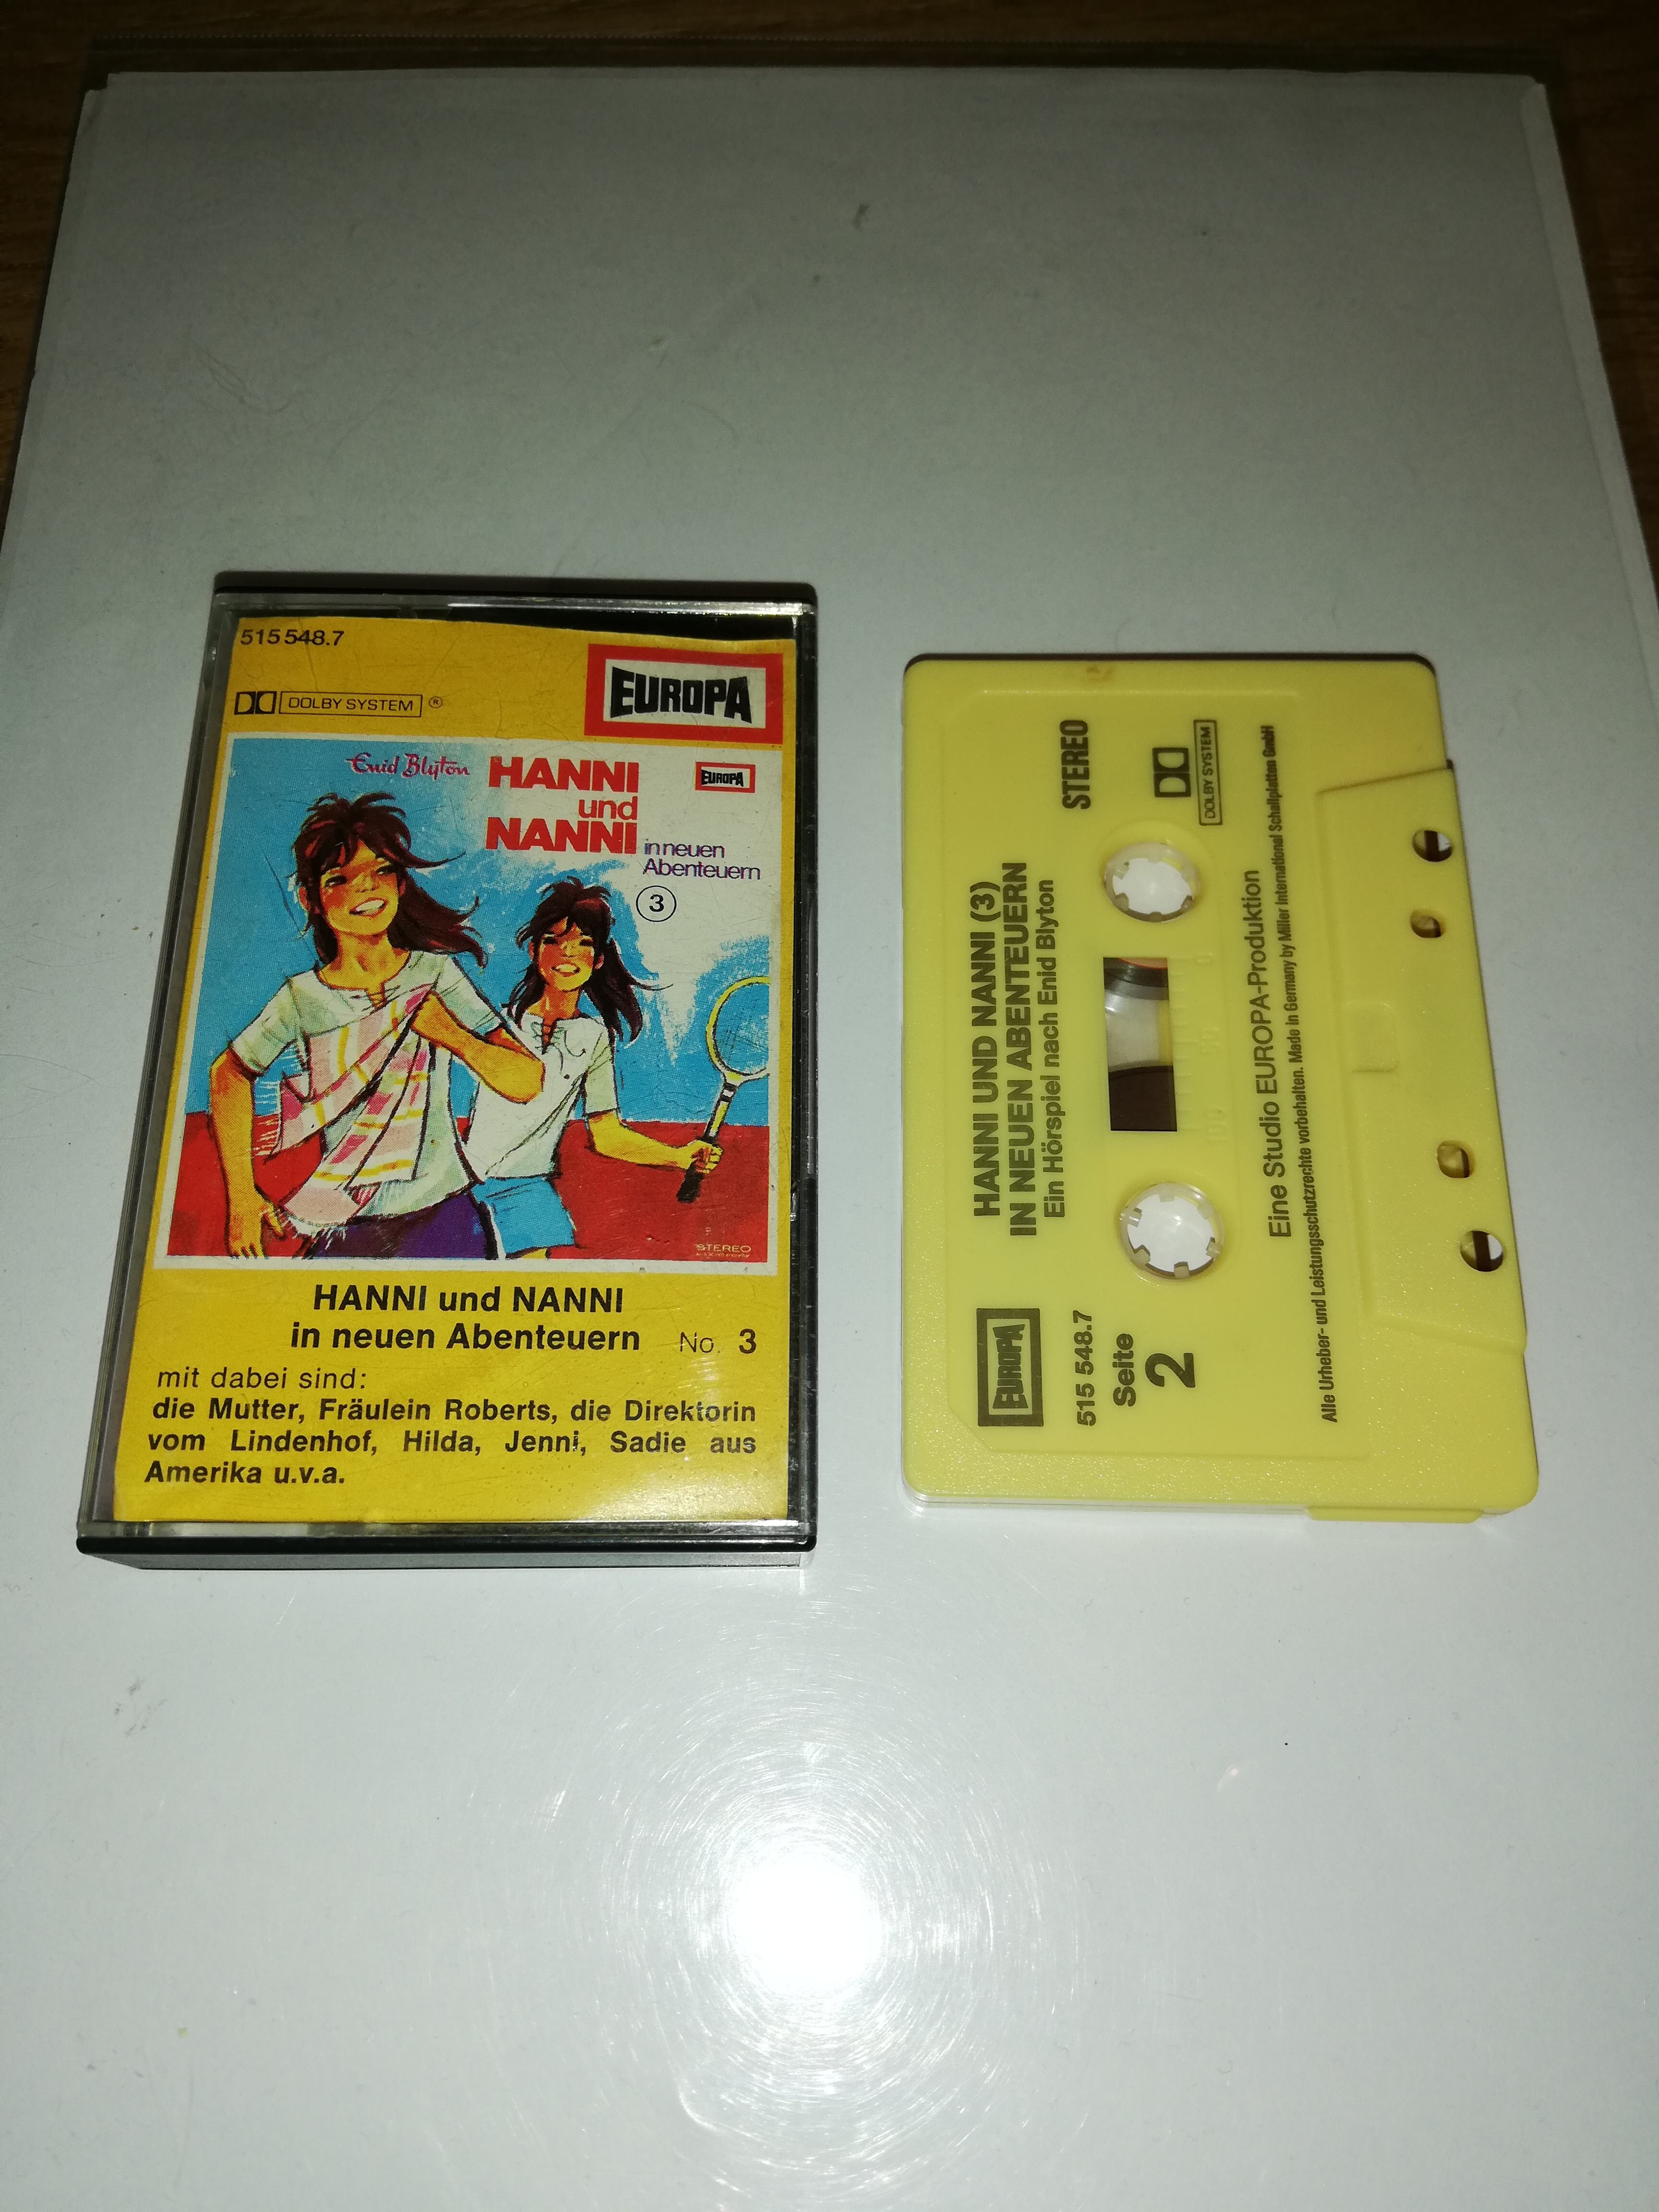 515 548.7
DOLBY SYSTEM ®
EUROPA
Enid Blyton
HANNI
und
NANNI
in neuen
Abenteuern
3
EUROPA
STEREO
HANNI und NANNI
in neuen Abenteuern No. 3
mit dabei sind:
die Mutter, Fräulein Roberts, die Direktorin
vom Lindenhof, Hilda, Jenni, Sadie aus
Amerika u.v.a.
EUROPA
515 548.7
Seite
2
HANNI UND NANNI (3)
IN NEUEN ABENTEUERN
Ein Hörspiel nach Enid Blyton
STEREO
DOLBY SYSTEM
Eine Studio EUROPA-Produktion
Alle Urheber- und Leistungsschutzrechte vorbehalten. Made in Germany by Miller International Schallplatten GmbH